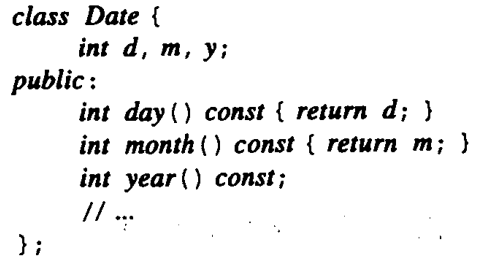 class Date {
int d, m, y;
public:
int day() const { return d; }
int month() const { return m; }
int year() const;
// ...
};